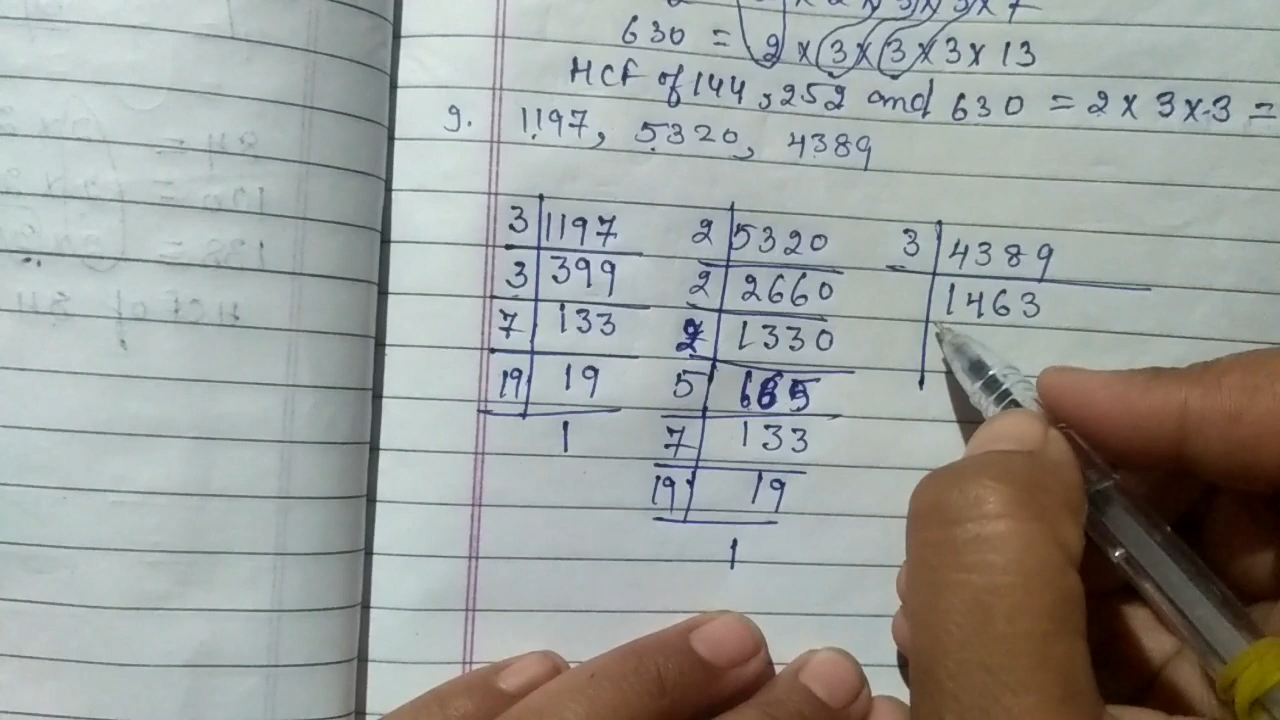 630 = 2 × 3 × 3 × 3 × 13
HCF of 144, 252 and 630 = 2 × 3 × 3 =
9. 1197, 5320, 4389
3 | 1197 2 | 5320 3 | 4389
3 | 399 2 | 2660 1463
7 | 133 2 | 1330
19 | 19 5 | 665
1 7 | 133
19 | 19
1